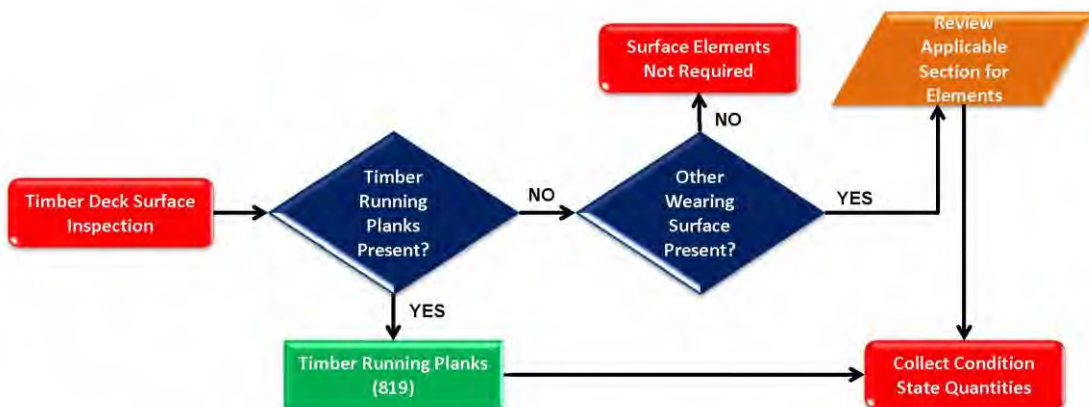 Surface Elements
Not Required
Review
Applicable
Section for
Elements
NO
Timber Deck Surface
Inspection
Timber
Running
Planks
Present?
NO
Other
Wearing
Surface
Present?
YES
YES
Timber Running Planks
(819)
Collect Condition
State Quantities